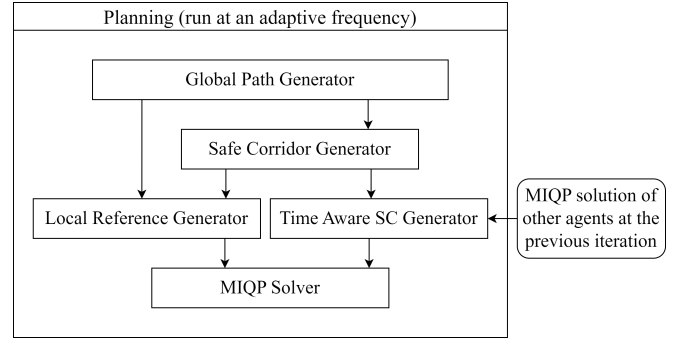 Planning (run at an adaptive frequency)
Global Path Generator
Safe Corridor Generator
Local Reference Generator
Time Aware SC Generator
MIQP solution of
other agents at the
previous iteration
MIQP Solver